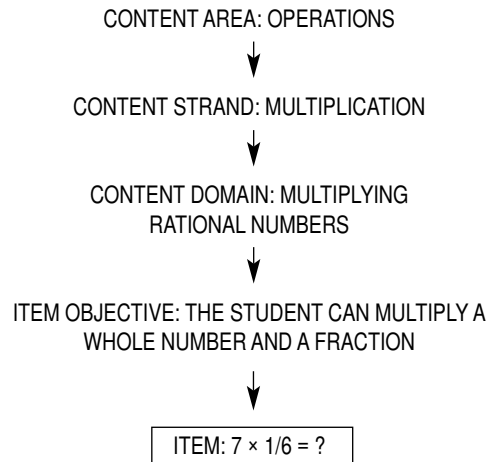 CONTENT AREA: OPERATIONS
CONTENT STRAND: MULTIPLICATION
CONTENT DOMAIN: MULTIPLYING
RATIONAL NUMBERS
ITEM OBJECTIVE: THE STUDENT CAN MULTIPLY A
WHOLE NUMBER AND A FRACTION
ITEM: 7 × 1/6 = ?